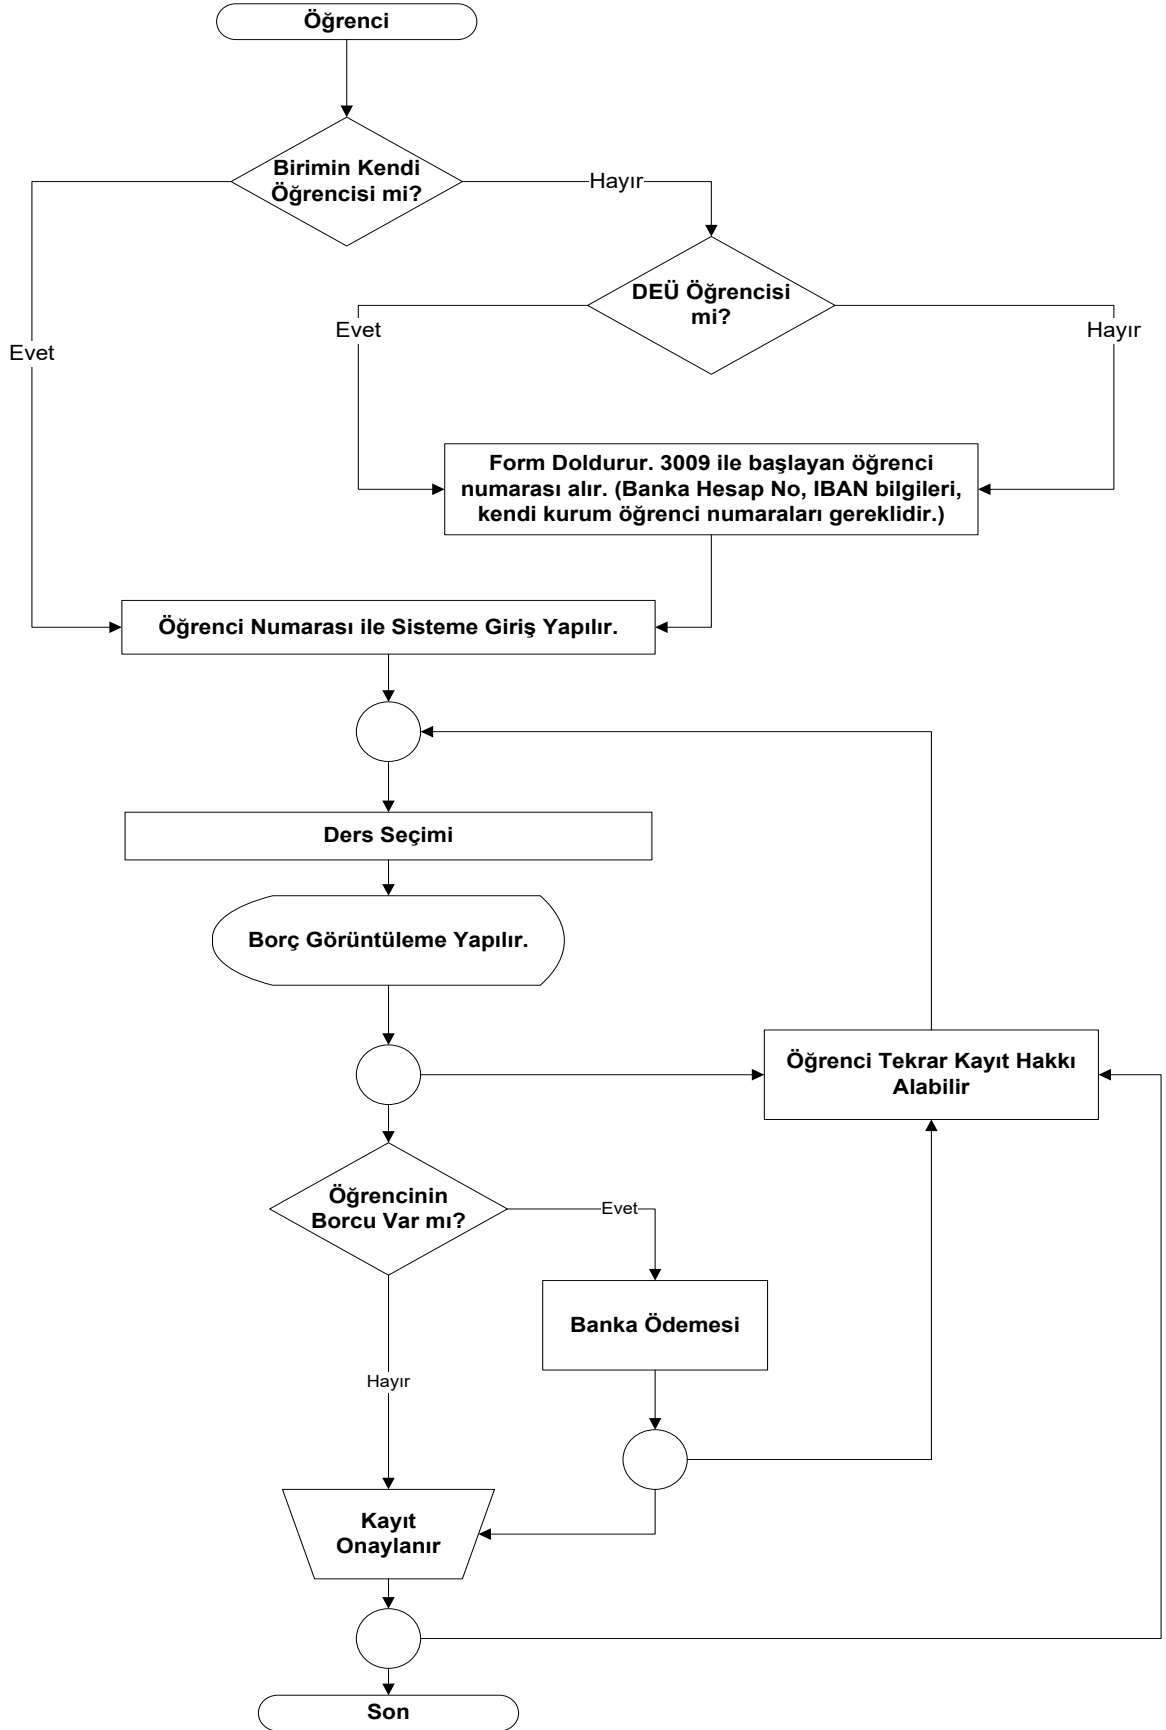 Öğrenci
Birimin Kendi
Öğrencisi mi?
Hayır
DEÜ Öğrencisi
mi?
Evet
Hayır
Evet
Form Doldurur. 3009 ile başlayan öğrenci
numarası alır. (Banka Hesap No, IBAN bilgileri,
kendi kurum öğrenci numaraları gereklidir.)
Öğrenci Numarası ile Sisteme Giriş Yapılır.
Ders Seçimi
Borç Görüntüleme Yapılır.
Öğrenci Tekrar Kayıt Hakkı
Alabilir
Öğrencinin
Borcu Var mı?
Evet
Banka Ödemesi
Hayır
Kayıt
Onaylanır
Son